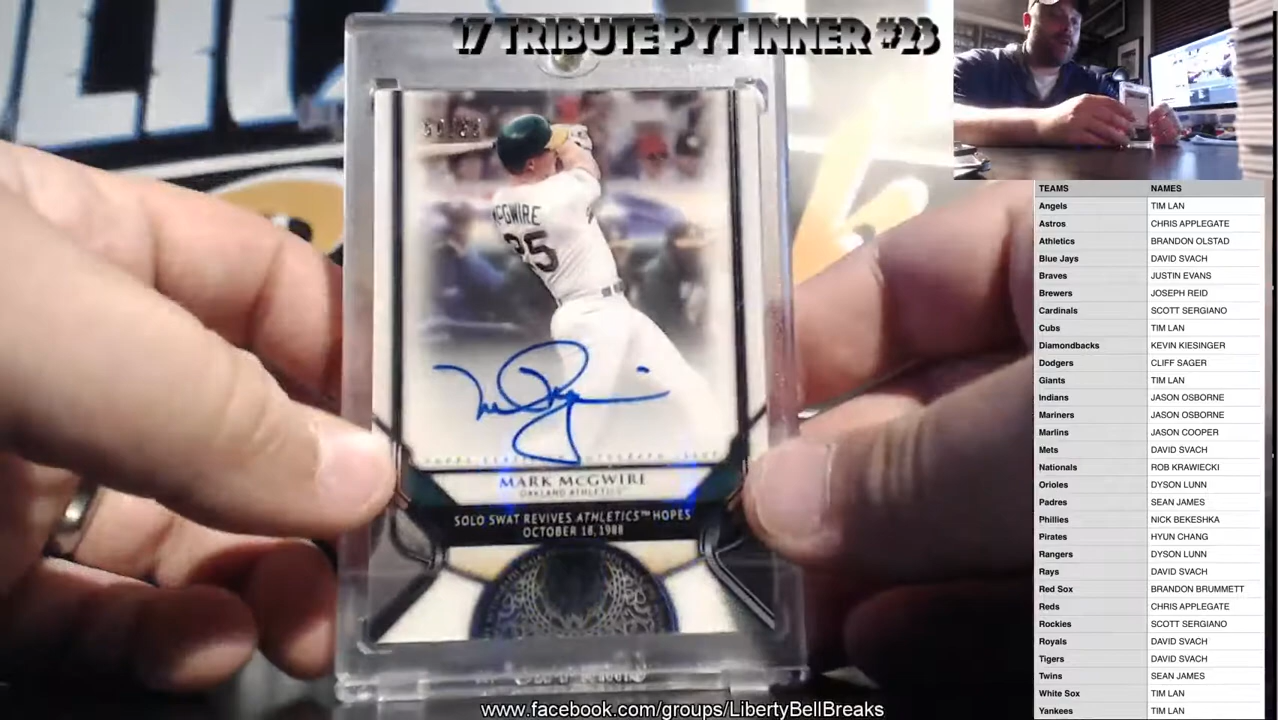 17 TRIBUTE PYT INNER #23
McGWIRE
25
MARK McGWIRE
OAKLAND ATHLETICS™
SOLO SWAT REVIVES ATHLETICS™ HOPES
OCTOBER 18, 1988
www.facebook.com/groups/LibertyBellBreaks
TEAMS NAMES
Angels TIM LAN
Astros CHRIS APPLEGATE
Athletics BRANDON OLSTAD
Blue Jays DAVID SVACH
Braves JUSTIN EVANS
Brewers JOSEPH REID
Cardinals SCOTT SERGIANO
Cubs TIM LAN
Diamondbacks KEVIN KIESINGER
Dodgers CLIFF SAGER
Giants TIM LAN
Indians JASON OSBORNE
Mariners JASON OSBORNE
Marlins JASON COOPER
Mets DAVID SVACH
Nationals ROB KRAWIECKI
Orioles DYSON LUNN
Padres SEAN JAMES
Phillies NICK BEKESHKA
Pirates HYUN CHANG
Rangers DYSON LUNN
Rays DAVID SVACH
Red Sox BRANDON BRUMMETT
Reds CHRIS APPLEGATE
Rockies SCOTT SERGIANO
Royals DAVID SVACH
Tigers DAVID SVACH
Twins SEAN JAMES
White Sox TIM LAN
Yankees TIM LAN